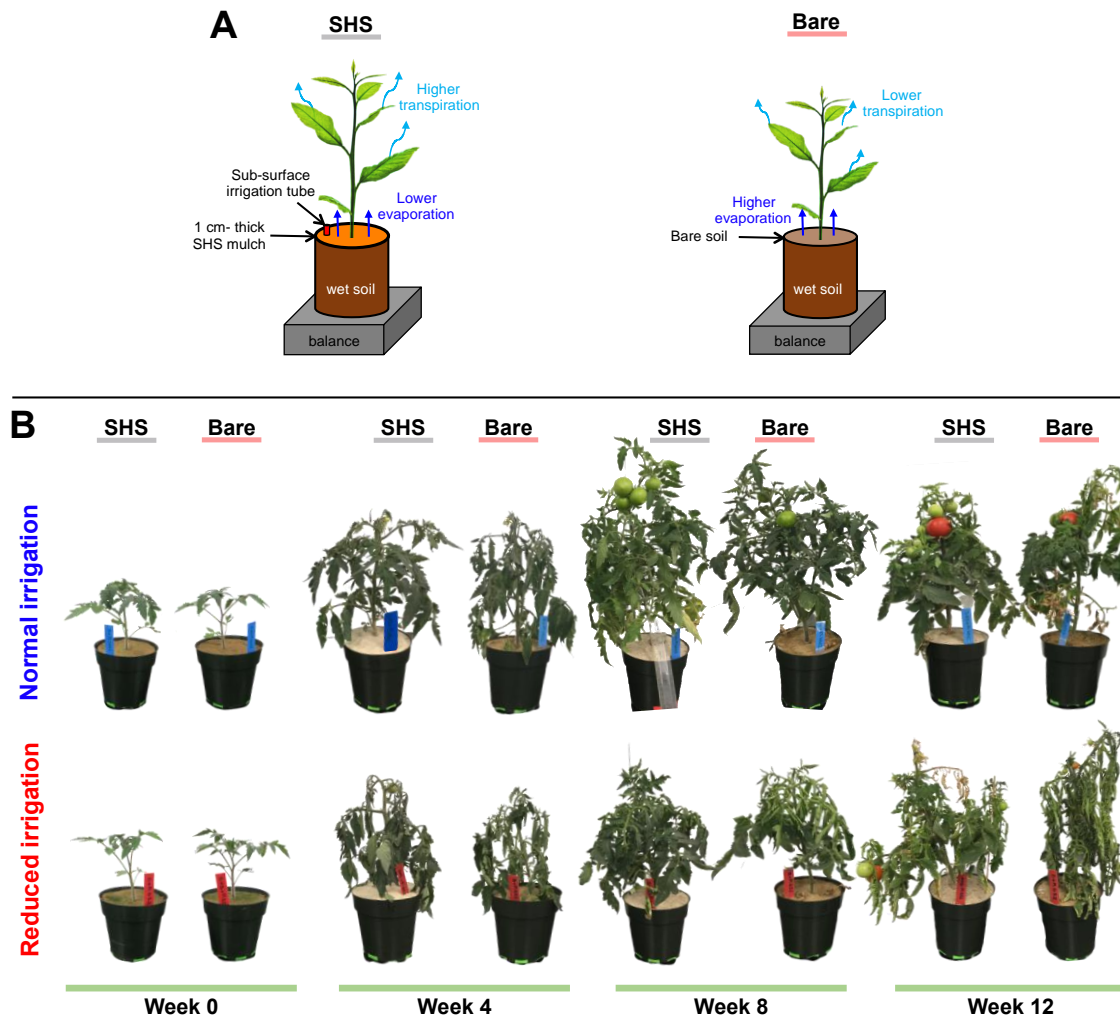 A
SHS
Bare
Higher
transpiration
Lower
transpiration
Sub-surface
irrigation tube
Lower
evaporation
Higher
evaporation
1 cm- thick
SHS mulch
Bare soil
wet soil
wet soil
balance
balance
B
SHS
Bare
SHS
Bare
SHS
Bare
SHS
Bare
Normal irrigation
Reduced irrigation
Week 0
Week 4
Week 8
Week 12